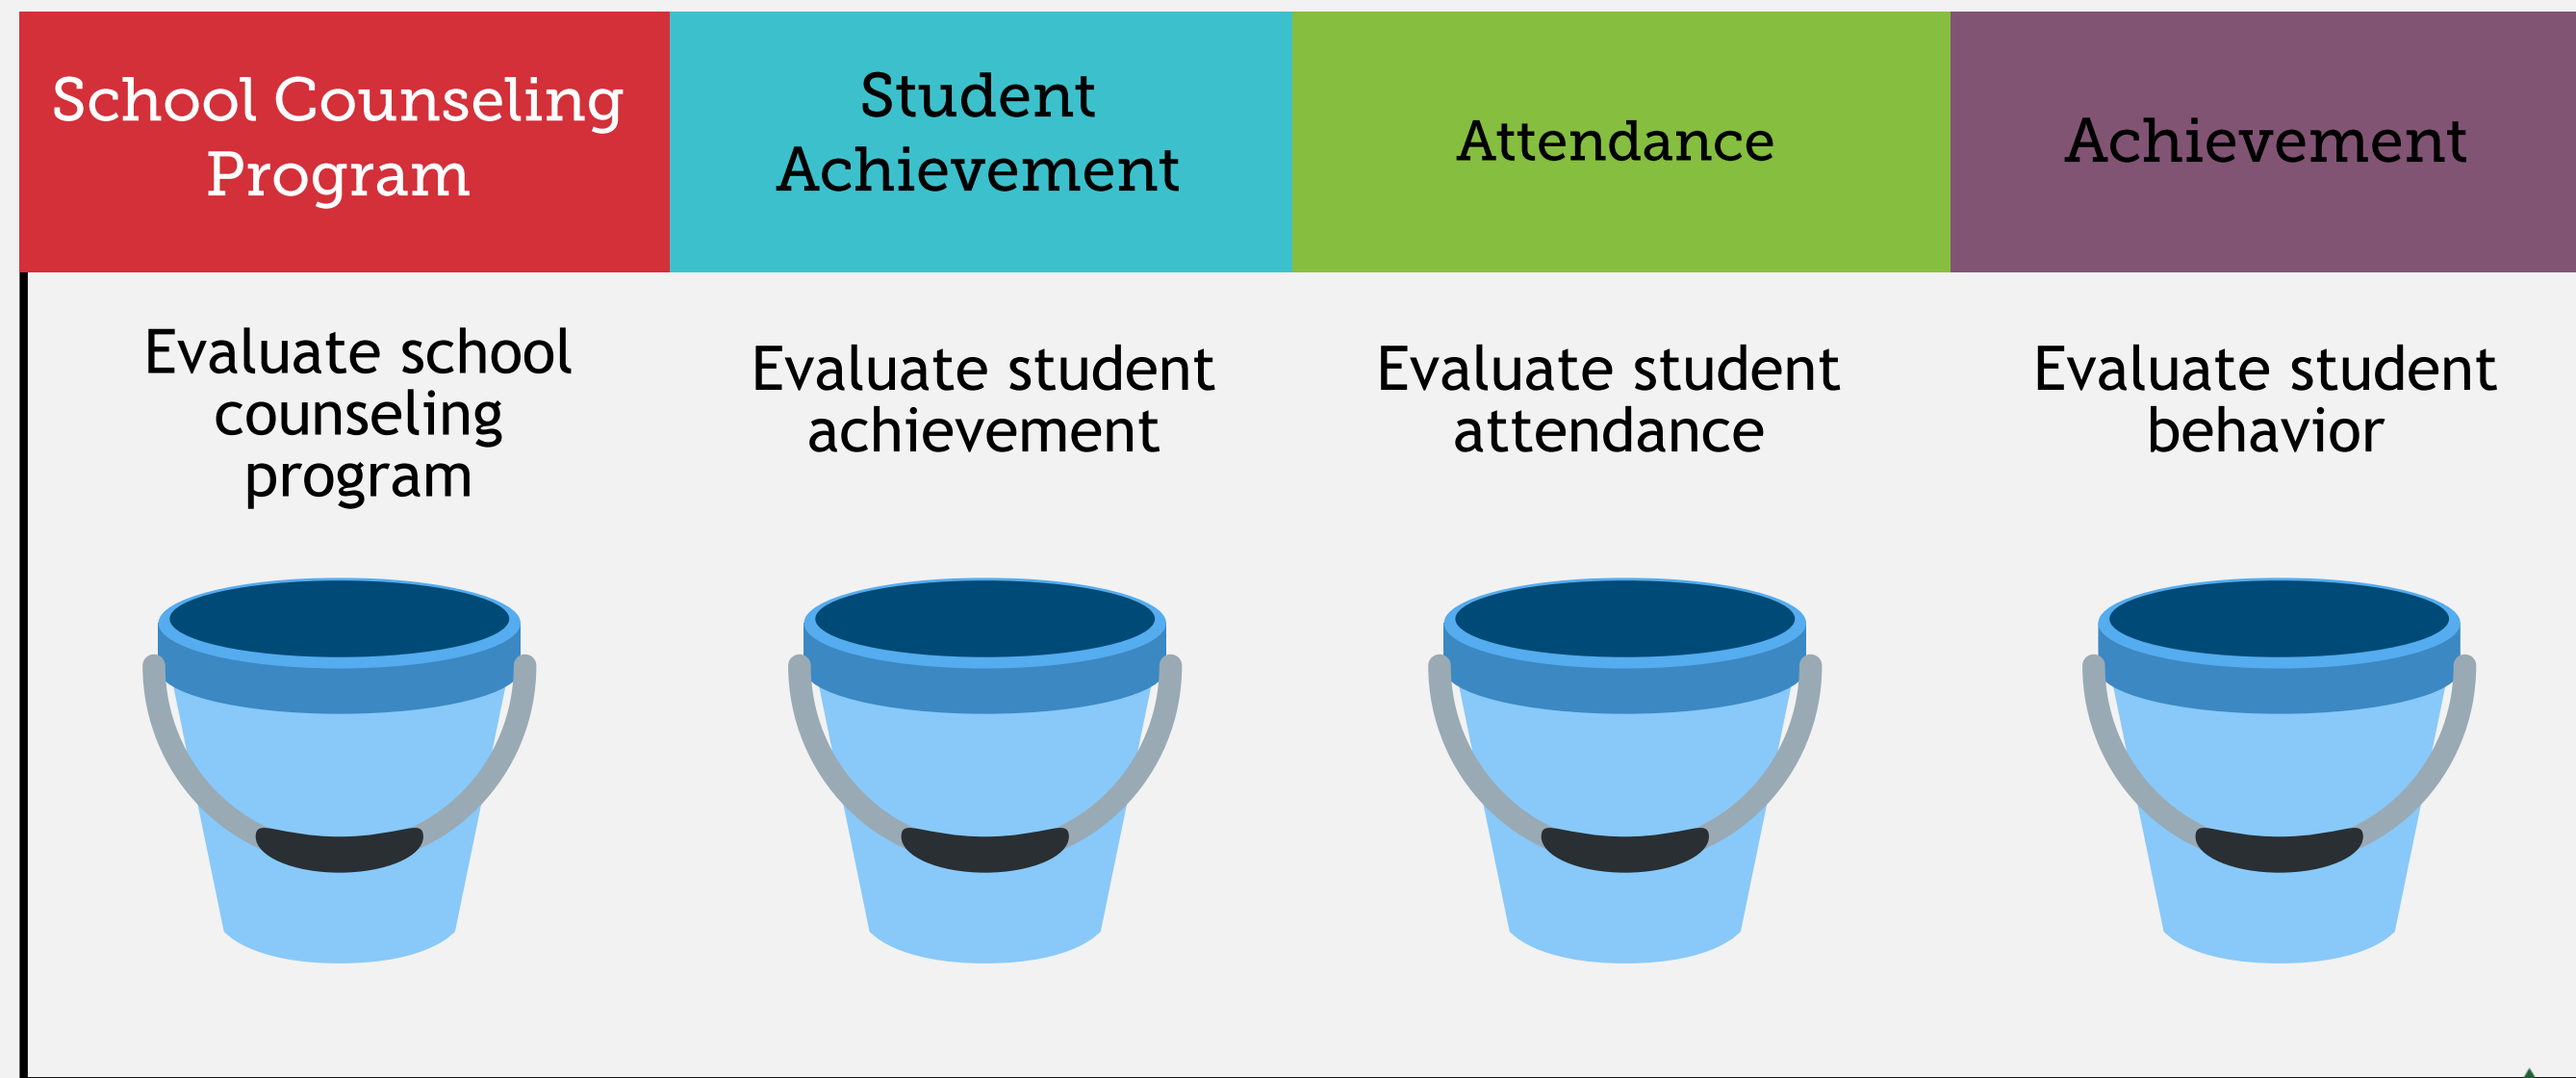 School Counseling
Program
Student
Achievement
Attendance
Achievement
Evaluate school
counseling
program
Evaluate student
achievement
Evaluate student
attendance
Evaluate student
behavior